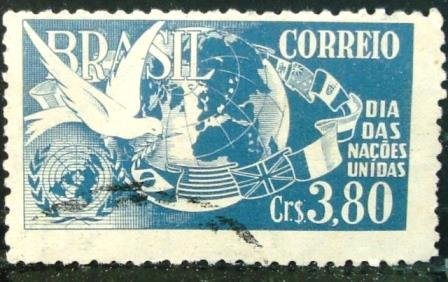 BRASIL CORREIO
DIA
DAS
NAÇÕES
UNIDAS
Cr$. 3,80